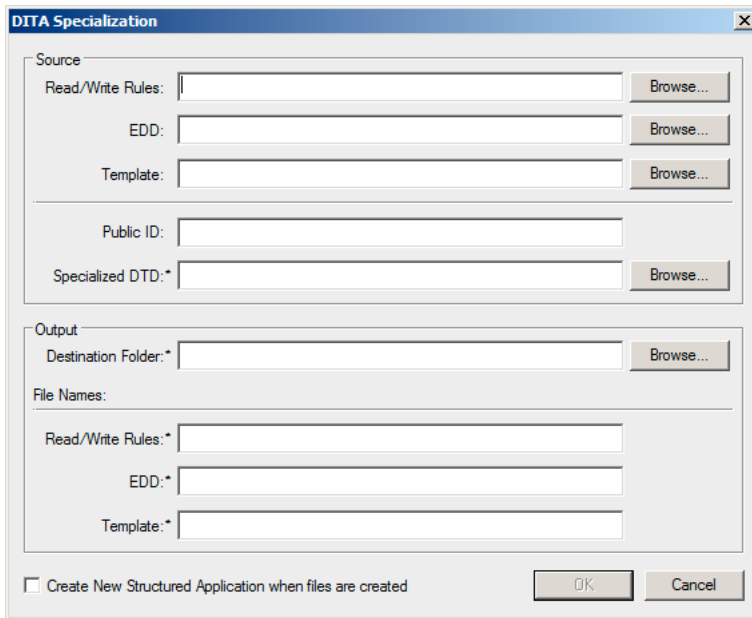 DITA Specialization
Source
Read/Write Rules: Browse...
EDD: Browse...
Template: Browse...
Public ID:
Specialized DTD:* Browse...
Output
Destination Folder:* Browse...
File Names:
Read/Write Rules:*
EDD:*
Template:*
Create New Structured Application when files are created OK Cancel